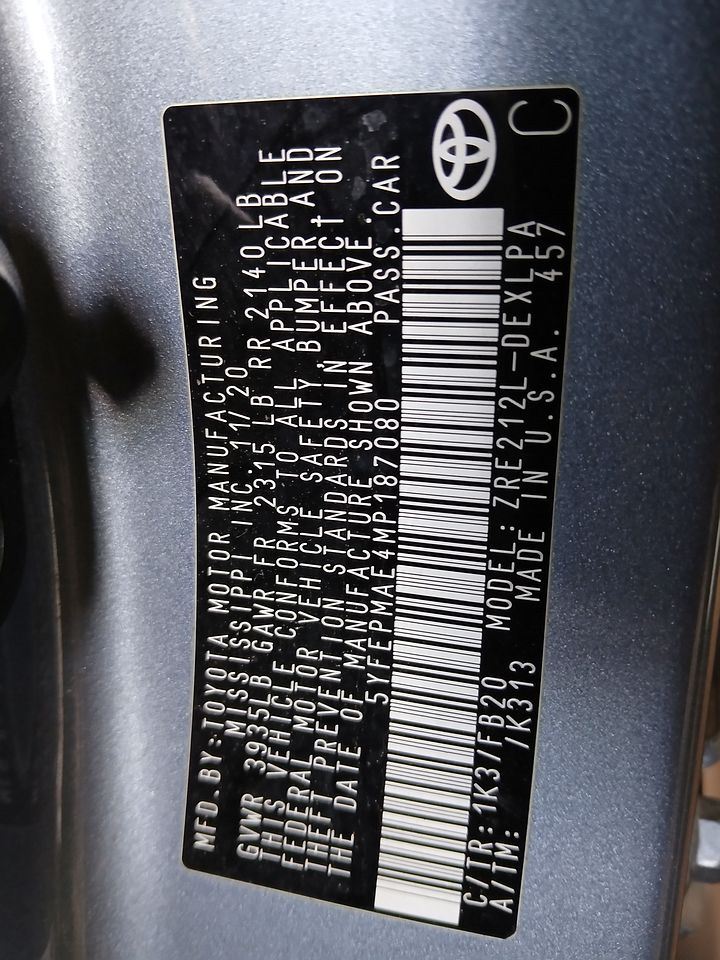 MFD.BY:TOYOTA MOTOR MANUFACTURING
MISSISSIPPI INC. 11/20
GVWR 3935LB GAWR FR 2315 LB RR 2140 LB
THIS VEHICLE CONFORMS TO ALL APPLICABLE
FEDERAL MOTOR VEHICLE SAFETY, BUMPER AND
THEFT PREVENTION STANDARDS IN EFFECT ON
THE DATE OF MANUFACTURE SHOWN ABOVE.
5YFEPMAE4MP187080 PASS.CAR
C/TR:1K3/FB20 MODEL:ZRE212L-DEXLPA
A/TM: /K313 MADE IN U.S.A. 457
C